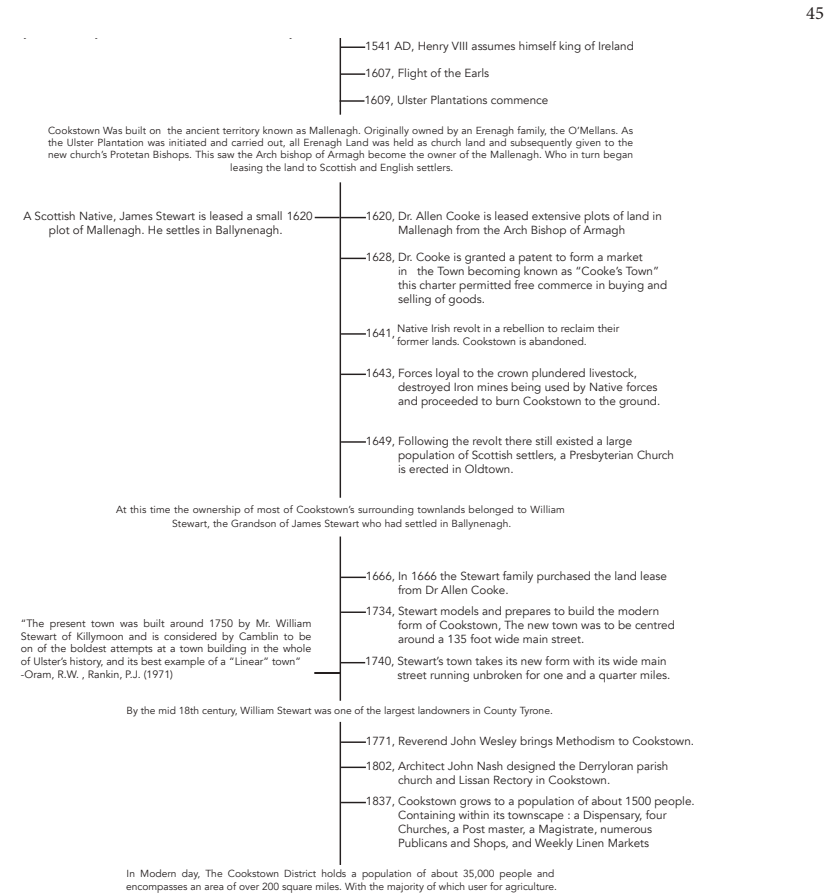 45
1541 AD, Henry VIII assumes himself king of Ireland
1607, Flight of the Earls
1609, Ulster Plantations commence
Cookstown Was built on the ancient territory known as Mallenagh. Originally owned by an Erenagh family, the O'Mellans. As
the Ulster Plantation was initiated and carried out, all Erenagh Land was held as church land and subsequently given to the
new church's Protetan Bishops. This saw the Arch bishop of Armagh become the owner of the Mallenagh. Who in turn began
leasing the land to Scottish and English settlers.
A Scottish Native, James Stewart is leased a small 1620
plot of Mallenagh. He settles in Ballynenagh.
1620, Dr. Allen Cooke is leased extensive plots of land in
Mallenagh from the Arch Bishop of Armagh
1628, Dr. Cooke is granted a patent to form a market
in the Town becoming known as "Cooke's Town"
this charter permitted free commerce in buying and
selling of goods.
1641, Native Irish revolt in a rebellion to reclaim their
former lands. Cookstown is abandoned.
1643, Forces loyal to the crown plundered livestock,
destroyed Iron mines being used by Native forces
and proceeded to burn Cookstown to the ground.
1649, Following the revolt there still existed a large
population of Scottish settlers, a Presbyterian Church
is erected in Oldtown.
At this time the ownership of most of Cookstown's surrounding townlands belonged to William
Stewart, the Grandson of James Stewart who had settled in Ballynenagh.
1666, In 1666 the Stewart family purchased the land lease
from Dr Allen Cooke.
1734, Stewart models and prepares to build the modern
form of Cookstown, The new town was to be centred
around a 135 foot wide main street.
"The present town was built around 1750 by Mr. William
Stewart of Killymoon and is considered by Camblin to be
on of the boldest attempts at a town building in the whole
of Ulster's history, and its best example of a "Linear" town"
-Oram, R.W. , Rankin, P.J. (1971)
1740, Stewart's town takes its new form with its wide main
street running unbroken for one and a quarter miles.
By the mid 18th century, William Stewart was one of the largest landowners in County Tyrone.
1771, Reverend John Wesley brings Methodism to Cookstown.
1802, Architect John Nash designed the Derryloran parish
church and Lissan Rectory in Cookstown.
1837, Cookstown grows to a population of about 1500 people.
Containing within its townscape : a Dispensary, four
Churches, a Post master, a Magistrate, numerous
Publicans and Shops, and Weekly Linen Markets
In Modern day, The Cookstown District holds a population of about 35,000 people and
encompasses an area of over 200 square miles. With the majority of which user for agriculture.